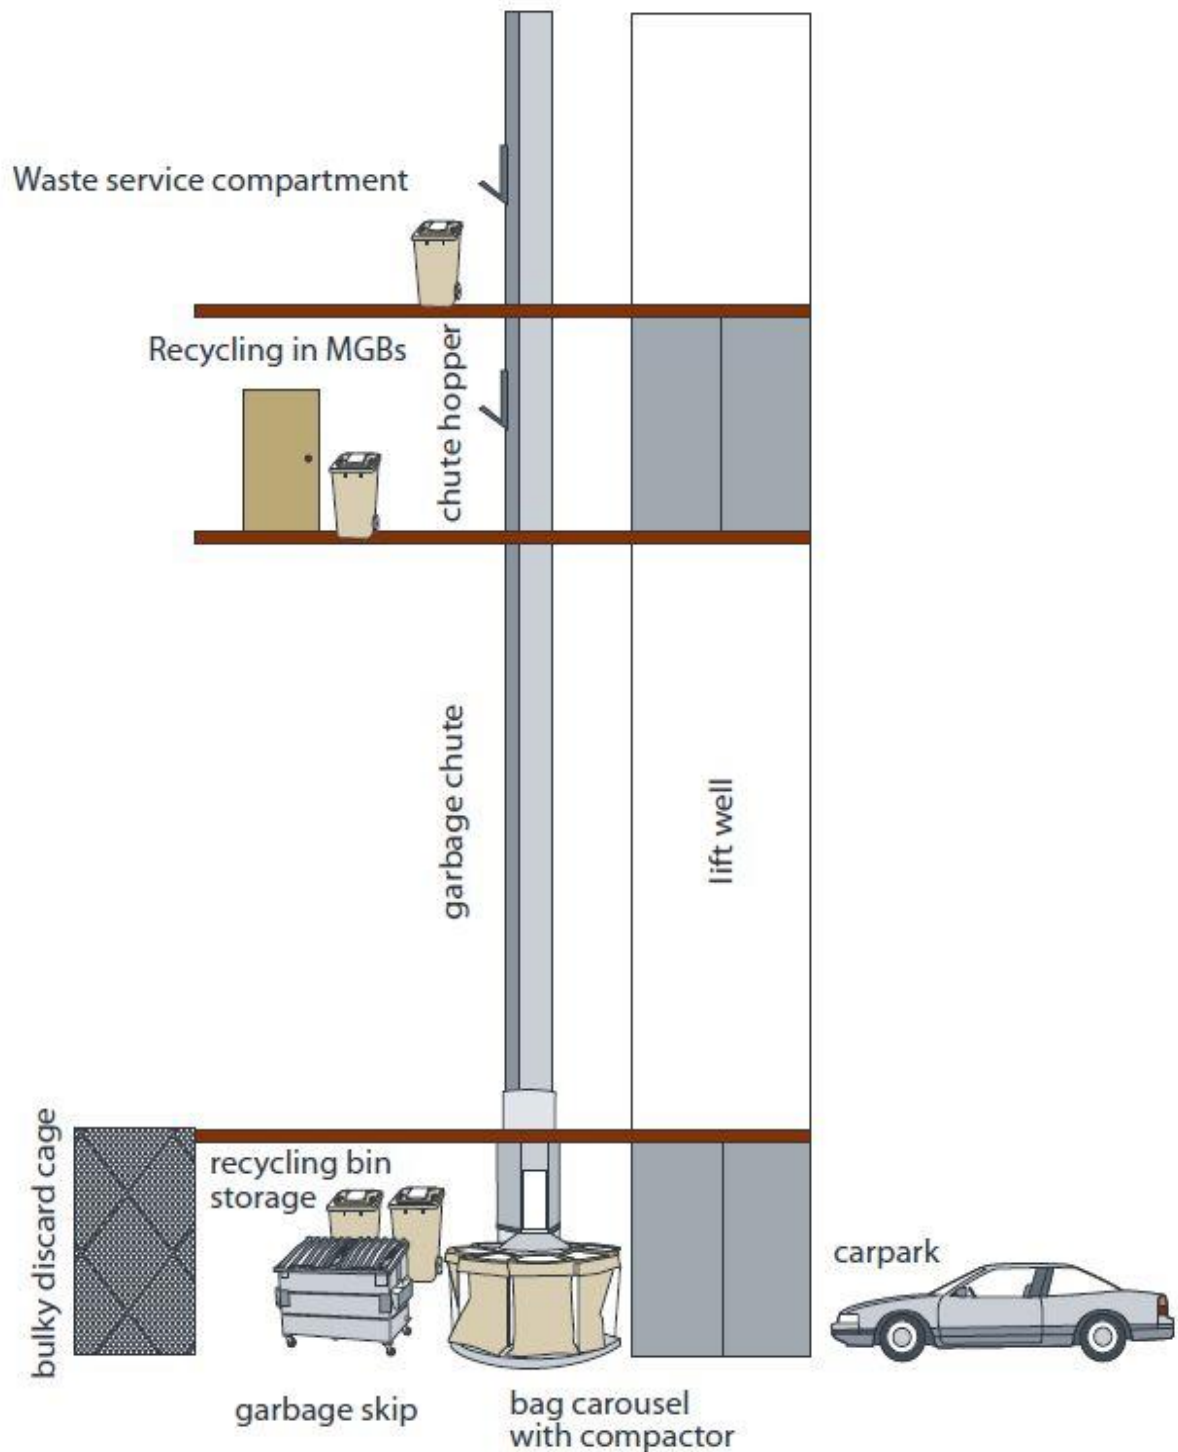 Waste service compartment
Recycling in MGBs
chute hopper
garbage chute
lift well
bulky discard cage
recycling bin
storage
carpark
garbage skip
bag carousel
with compactor